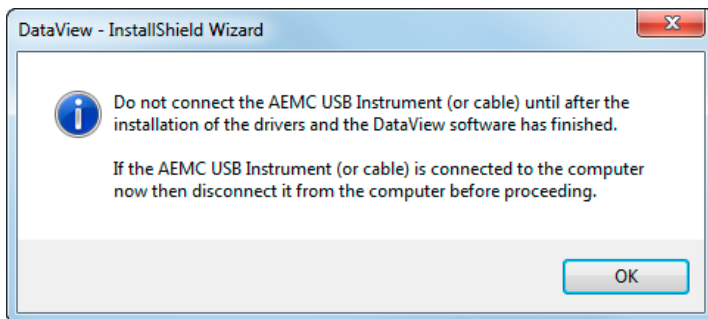 DataView - InstallShield Wizard
Do not connect the AEMC USB Instrument (or cable) until after the
installation of the drivers and the DataView software has finished.
If the AEMC USB Instrument (or cable) is connected to the computer
now then disconnect it from the computer before proceeding.
OK